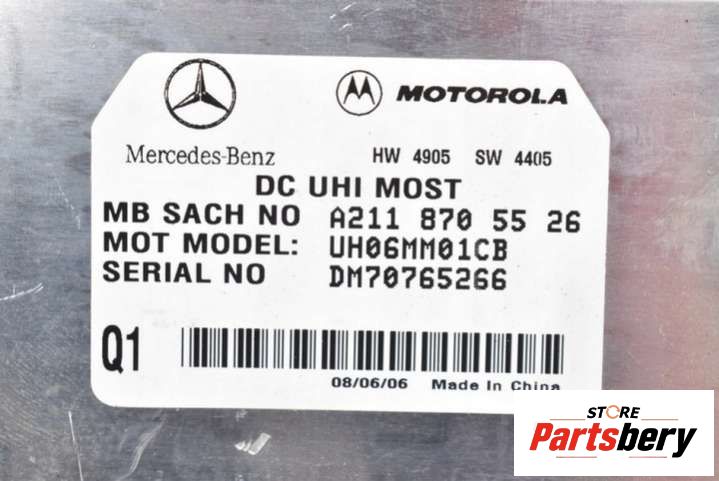 MOTOROLA
Mercedes-Benz
HW 4905 SW 4405
DC UHI MOST
MB SACH NO A211 870 55 26
MOT MODEL: UH06MM01CB
SERIAL NO DM70765266
Q1
08/06/06 Made In China
STORE
Partsbery